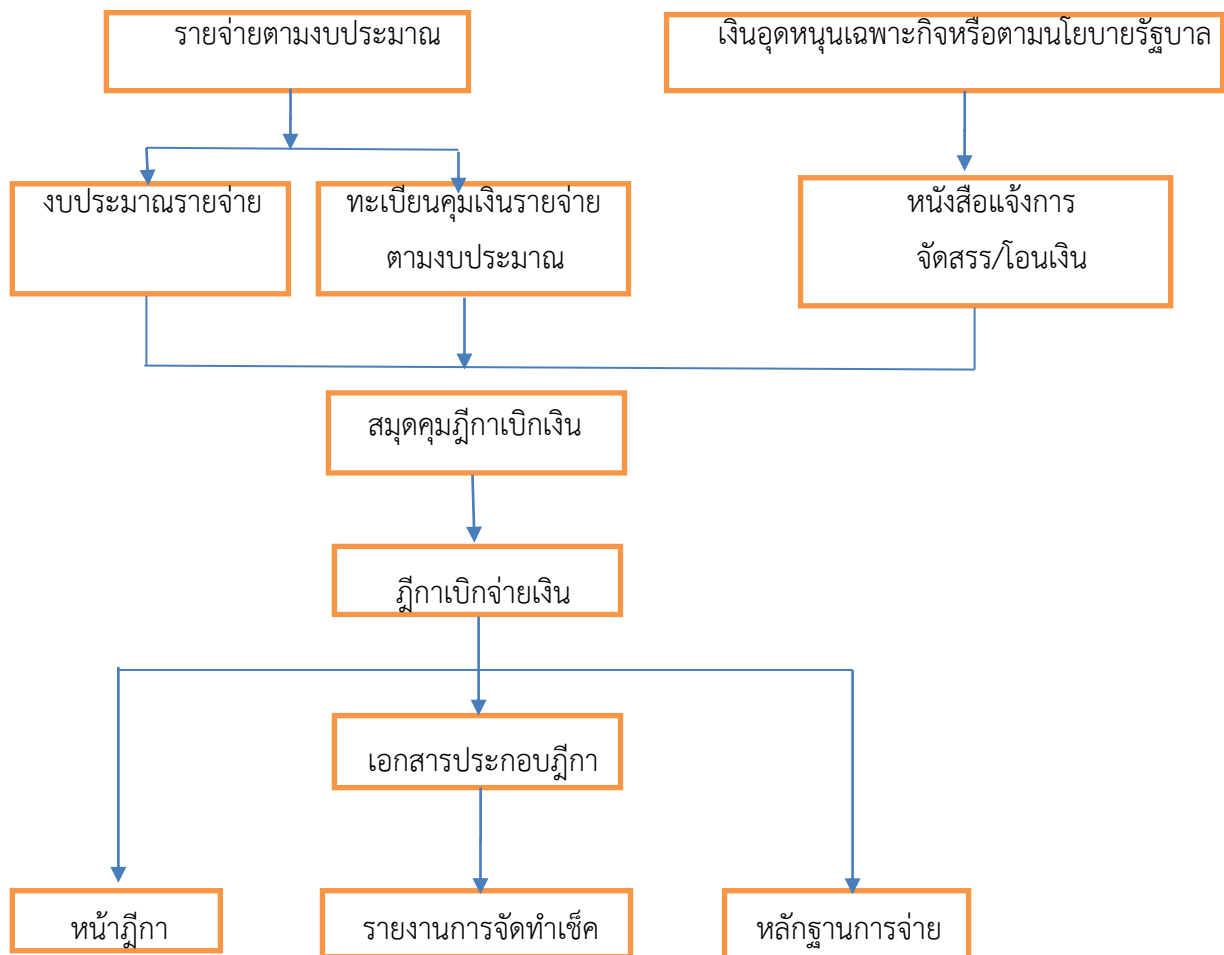 รายจ่ายตามงบประมาณ
เงินอุดหนุนเฉพาะกิจหรือตามนโยบายรัฐบาล
งบประมาณรายจ่าย
ทะเบียนคุมเงินรายจ่าย
ตามงบประมาณ
หนังสือแจ้งการ
จัดสรร/โอนเงิน
สมุดคุมฎีกาเบิกเงิน
ฎีกาเบิกจ่ายเงิน
เอกสารประกอบฎีกา
หน้าฎีกา
รายงานการจัดทำเช็ค
หลักฐานการจ่าย